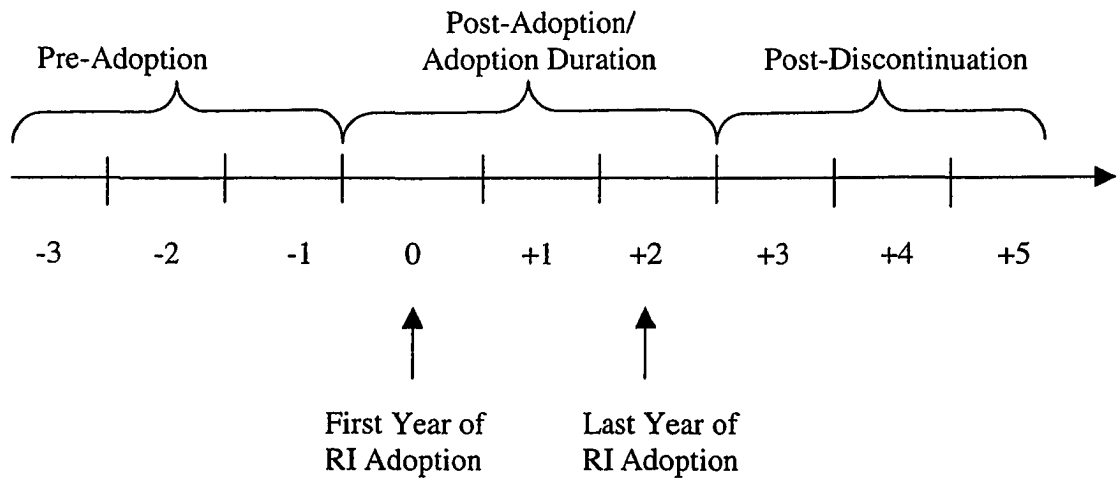 Post-Adoption/
Pre-Adoption
Adoption Duration
Post-Discontinuation
-3 -2 -1 0 +1 +2 +3 +4 +5
First Year of
RI Adoption
Last Year of
RI Adoption